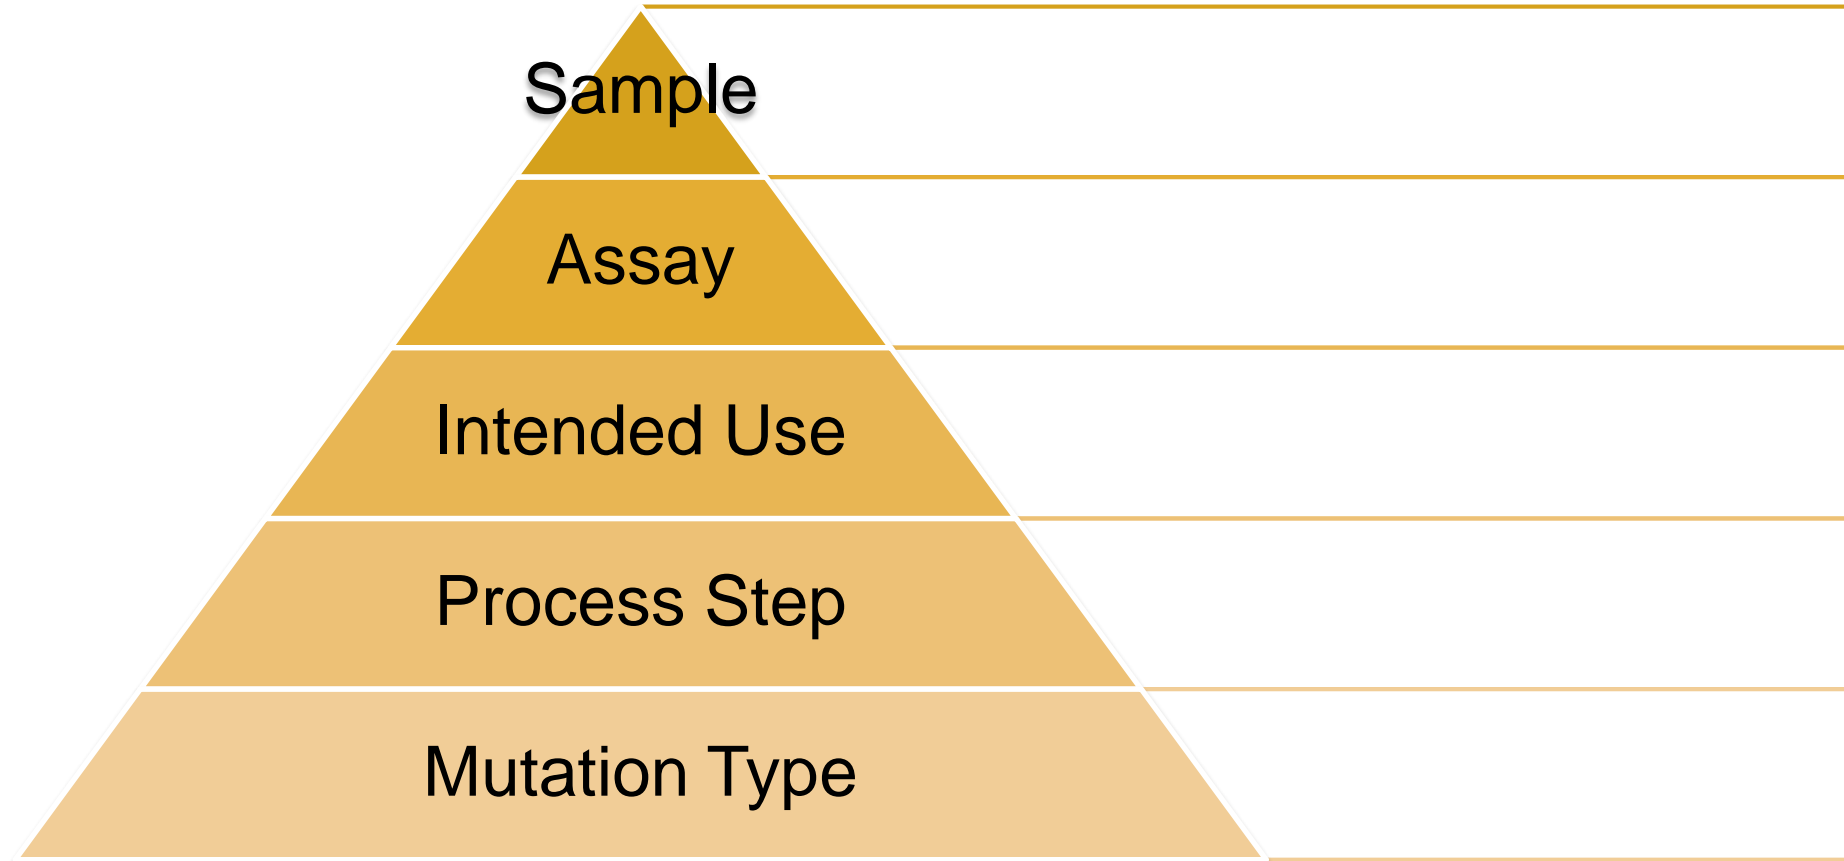 Sample
Assay
Intended Use
Process Step
Mutation Type